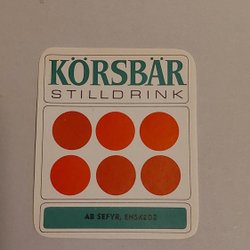 KÖRSBÄR
STILLDRINK
AB SEFYR, ENSKEDE